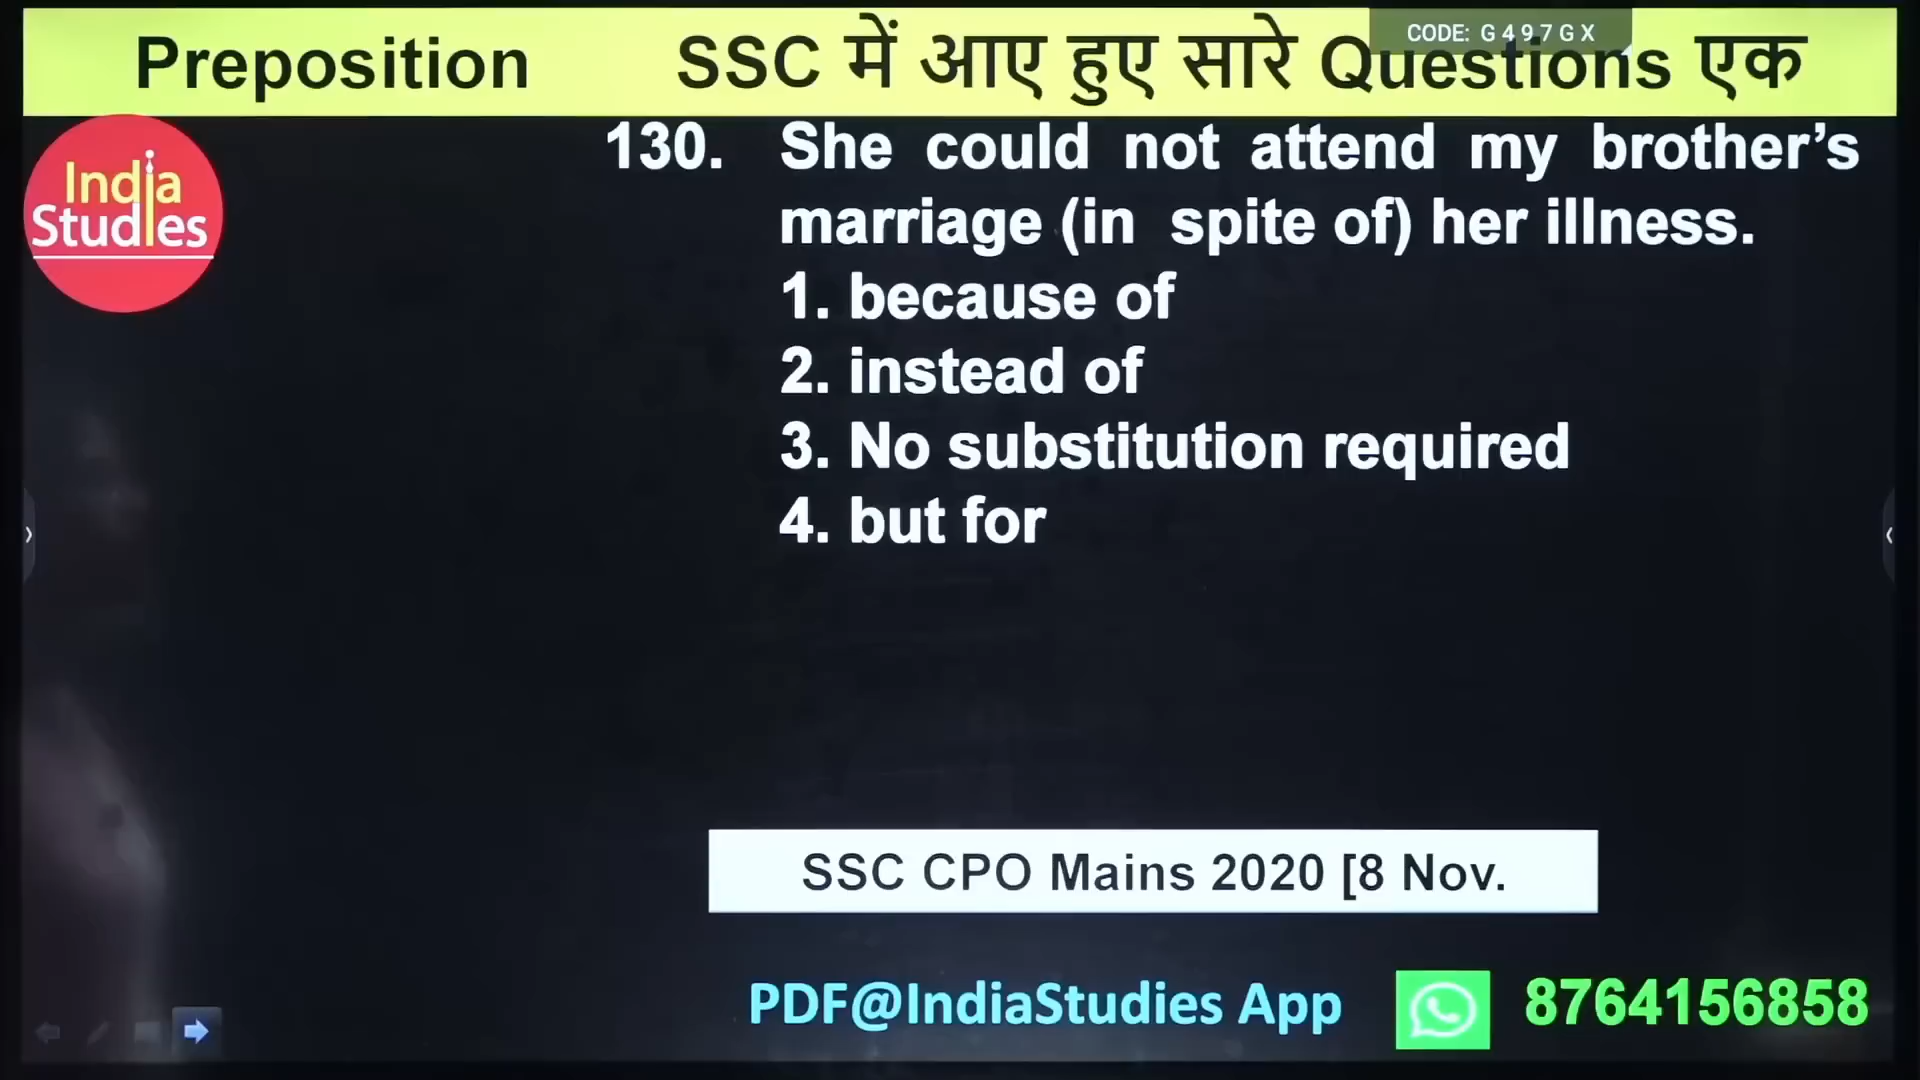 CODE: G 4 9 7 G X
Preposition SSC में आए हुए सारे Questions एक
India
Studies
130. She could not attend my brother’s
marriage (in spite of) her illness.
1. because of
2. instead of
3. No substitution required
4. but for
SSC CPO Mains 2020 [8 Nov.
PDF@IndiaStudies App 8764156858